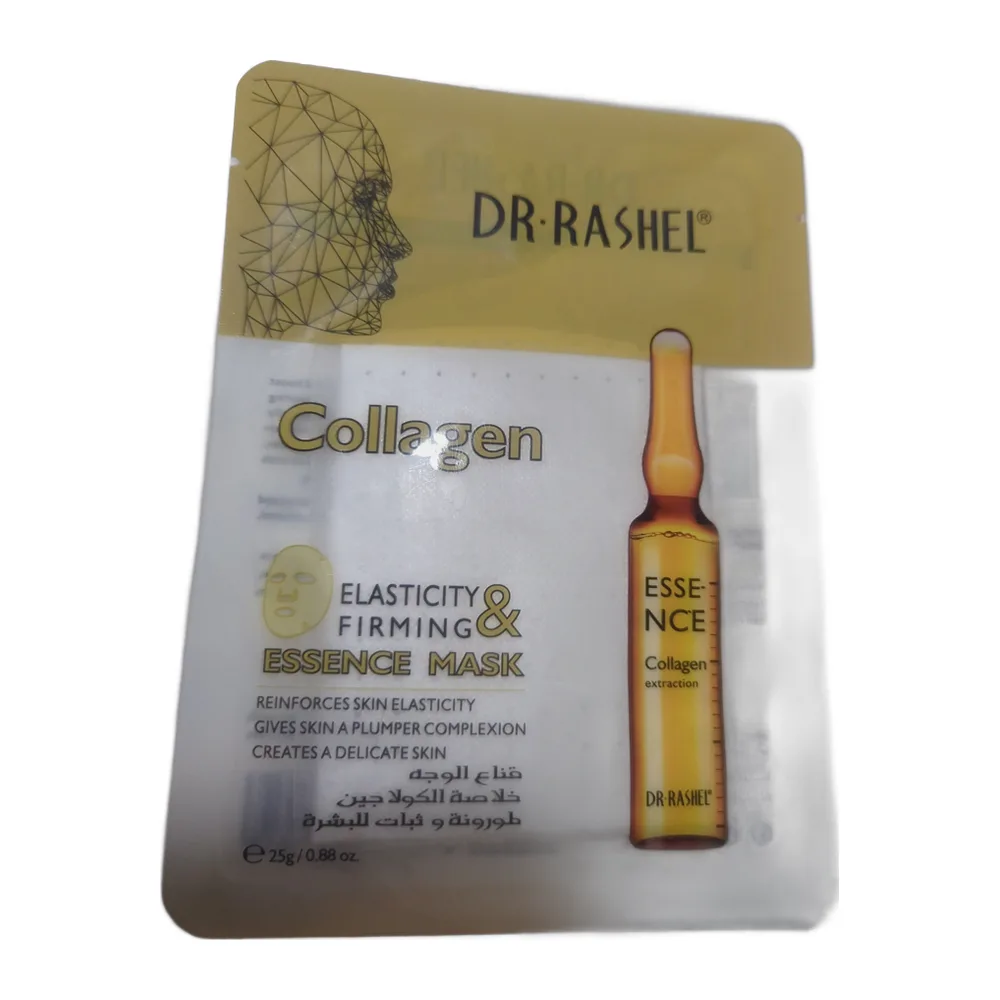 DR·RASHEL®
Collagen
ELASTICITY &
FIRMING
ESSENCE MASK
REINFORCES SKIN ELASTICITY
GIVES SKIN A PLUMPER COMPLEXION
CREATES A DELICATE SKIN
قناع الوجه
خلاصة الكولاجين
طورونة و ثبات للبشرة
℮ 25g / 0.88 oz.
ESSE-
NCE
Collagen
extraction
DR·RASHEL®